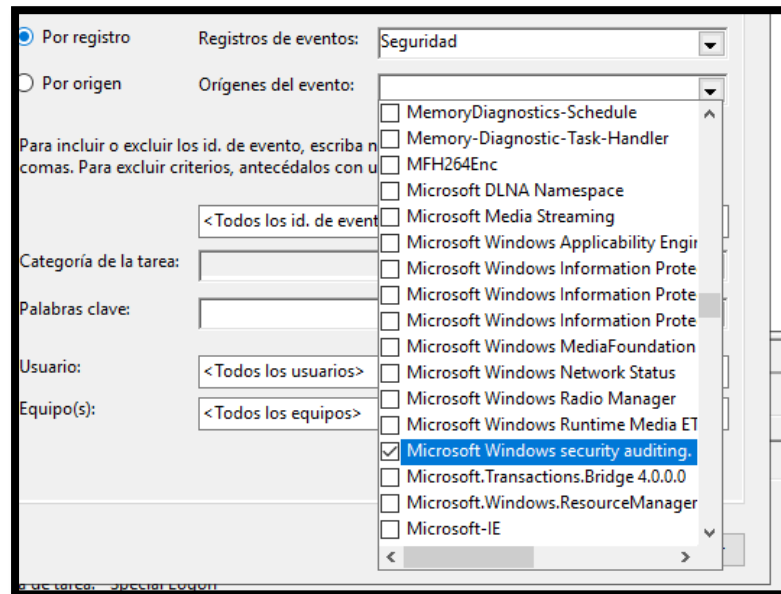 Por registro Registros de eventos: Seguridad
Por origen Orígenes del evento:
MemoryDiagnostics-Schedule
Memory-Diagnostic-Task-Handler
Para incluir o excluir los id. de evento, escriba n
MFH264Enc
comas. Para excluir criterios, antecédalos con u
Microsoft DLNA Namespace
<Todos los id. de event
Microsoft Media Streaming
Microsoft Windows Applicability Engir
Categoría de la tarea:
Microsoft Windows Information Prote
Microsoft Windows Information Prote
Palabras clave:
Microsoft Windows Information Prote
Microsoft Windows MediaFoundation
Usuario: <Todos los usuarios>
Microsoft Windows Network Status
Microsoft Windows Radio Manager
Equipo(s): <Todos los equipos>
Microsoft Windows Runtime Media ET
Microsoft Windows security auditing.
Microsoft.Transactions.Bridge 4.0.0.0
Microsoft.Windows.ResourceManager
Microsoft-IE
a de tarea: Special Logon